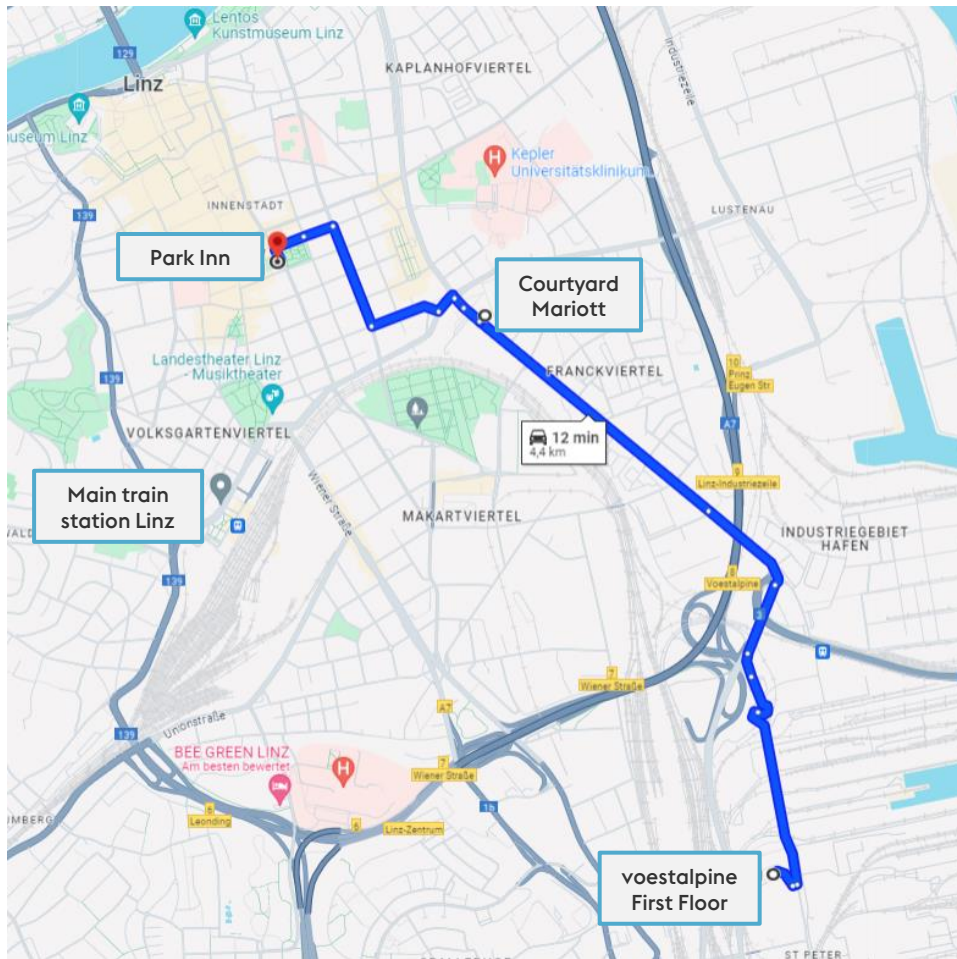 Lentos
Kunstmuseum Linz
129
Linz
KAPLANHOFVIERTEL
Industriezeile
useum Linz
Kepler
Universitätsklinikum
139
INNENSTADT
LUSTENAU
Park Inn
Courtyard
Mariott
Landestheater Linz
- Musiktheater
FRANCKVIERTEL
10
Prinz
Eugen Str.
139
A7
VOLKSGARTENVIERTEL
12 min
4,4 km
9
Linz-Industriezeile
Main train
station Linz
Wiener Straße
MAKARTVIERTEL
INDUSTRIEGEBIET
HAFEN
WALD
139
8
Voestalpine
7
Wiener Straße
A7
Unionstraße
139
BEE GREEN LINZ
Am besten bewertet
7
Wiener Straße
UMBERG
6
Leonding
6
Linz-Zentrum
1b
voestalpine
First Floor
ST PETER